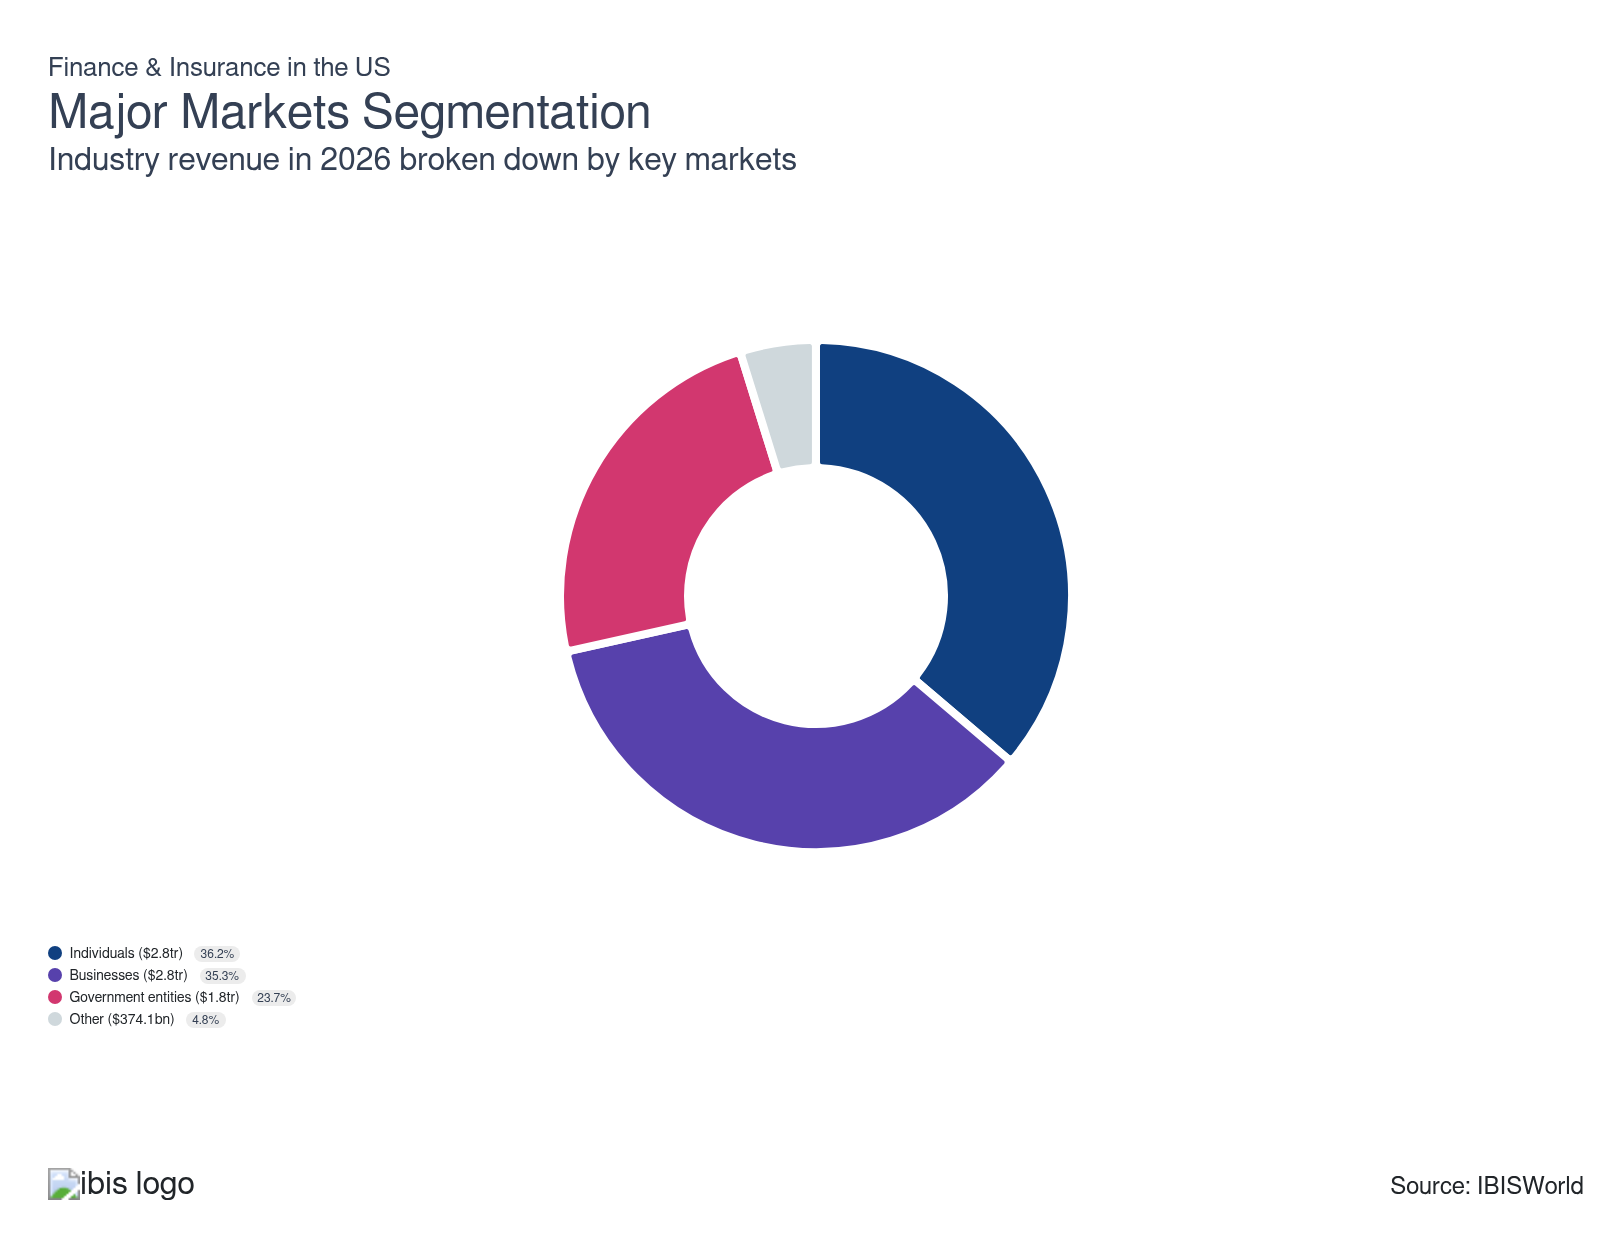 Finance & Insurance in the US
Major Markets Segmentation
Industry revenue in 2026 broken down by key markets
Individuals ($2.8tr) 36.2%
Businesses ($2.8tr) 35.3%
Government entities ($1.8tr) 23.7%
Other ($374.1bn) 4.8%
ibis logo
Source: IBISWorld